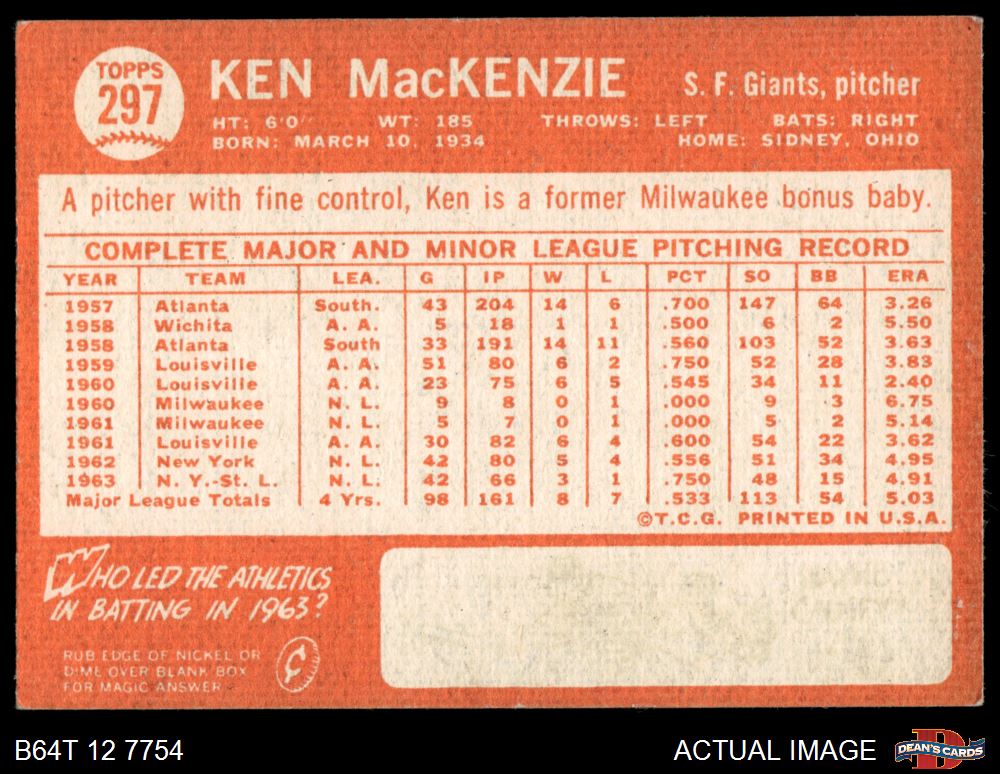 TOPPS
297
KEN MacKENZIE S. F. Giants, pitcher
HT: 6'0" WT: 185 THROWS: LEFT BATS: RIGHT
BORN: MARCH 10, 1934 HOME: SIDNEY, OHIO
A pitcher with fine control, Ken is a former Milwaukee bonus baby.
COMPLETE MAJOR AND MINOR LEAGUE PITCHING RECORD
YEAR TEAM LEA. G IP W L PCT SO BB ERA
1957 Atlanta South. 43 204 14 6 .700 147 64 3.26
1958 Wichita A. A. 5 18 1 1 .500 6 2 5.50
1958 Atlanta South 33 191 14 11 .560 103 52 3.63
1959 Louisville A. A. 51 80 6 2 .750 52 28 3.83
1960 Louisville A. A. 23 75 6 5 .545 34 11 2.40
1960 Milwaukee N. L. 9 8 0 1 .000 9 3 6.75
1961 Milwaukee N. L. 5 7 0 1 .000 5 2 5.14
1961 Louisville A. A. 30 82 6 4 .600 54 22 3.62
1962 New York N. L. 42 80 5 4 .556 51 34 4.95
1963 N. Y.-St. L. N. L. 42 66 3 1 .750 48 15 4.91
Major League Totals 4 Yrs. 98 161 8 7 .533 113 54 5.03
©T.C.G. PRINTED IN U.S.A.
WHO LED THE ATHLETICS
IN BATTING IN 1963?
RUB EDGE OF NICKEL OR
DIME OVER BLANK BOX
FOR MAGIC ANSWER
¢
B64T 12 7754 ACTUAL IMAGE D DEAN'S CARDS